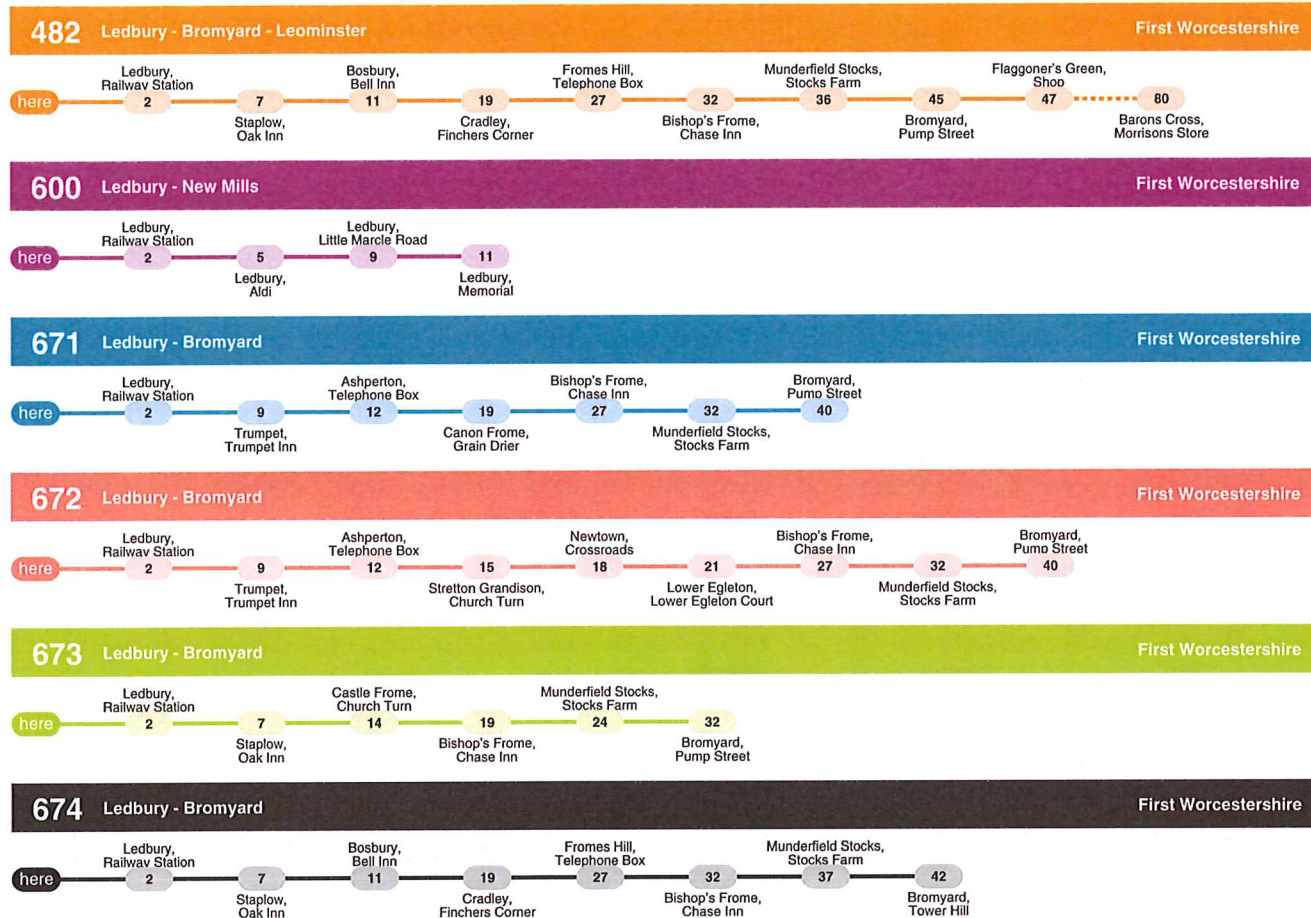 482 Ledbury - Bromyard - Leominster First Worcestershire
Ledbury,
Railway Station
Bosbury,
Bell Inn
Fromes Hill,
Telephone Box
Munderfield Stocks,
Stocks Farm
Flaggoner's Green,
Shop
here 2 7 11 19 27 32 36 45 47 80
Staplow,
Oak Inn
Cradley,
Finchers Corner
Bishop's Frome,
Chase Inn
Bromyard,
Pump Street
Barons Cross,
Morrisons Store
600 Ledbury - New Mills First Worcestershire
Ledbury,
Railway Station
Ledbury,
Little Marcle Road
here 2 5 9 11
Ledbury,
Aldi
Ledbury,
Memorial
671 Ledbury - Bromyard First Worcestershire
Ledbury,
Railway Station
Ashperton,
Telephone Box
Bishop's Frome,
Chase Inn
Bromyard,
Pump Street
here 2 9 12 19 27 32 40
Trumpet,
Trumpet Inn
Canon Frome,
Grain Drier
Munderfield Stocks,
Stocks Farm
672 Ledbury - Bromyard First Worcestershire
Ledbury,
Railway Station
Ashperton,
Telephone Box
Newtown,
Crossroads
Bishop's Frome,
Chase Inn
Bromyard,
Pump Street
here 2 9 12 15 18 21 27 32 40
Trumpet,
Trumpet Inn
Stretton Grandison,
Church Turn
Lower Egleton,
Lower Egleton Court
Munderfield Stocks,
Stocks Farm
673 Ledbury - Bromyard First Worcestershire
Ledbury,
Railway Station
Castle Frome,
Church Turn
Munderfield Stocks,
Stocks Farm
here 2 7 14 19 24 32
Staplow,
Oak Inn
Bishop's Frome,
Chase Inn
Bromyard,
Pump Street
674 Ledbury - Bromyard First Worcestershire
Ledbury,
Railway Station
Bosbury,
Bell Inn
Fromes Hill,
Telephone Box
Munderfield Stocks,
Stocks Farm
here 2 7 11 19 27 32 37 42
Staplow,
Oak Inn
Cradley,
Finchers Corner
Bishop's Frome,
Chase Inn
Bromyard,
Tower Hill